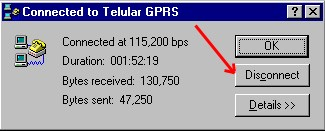 Connected to Telular GPRS
Connected at 115,200 bps
Duration: 001:52:19
Bytes received: 130,750
Bytes sent: 47,250
OK
Disconnect
Details >>